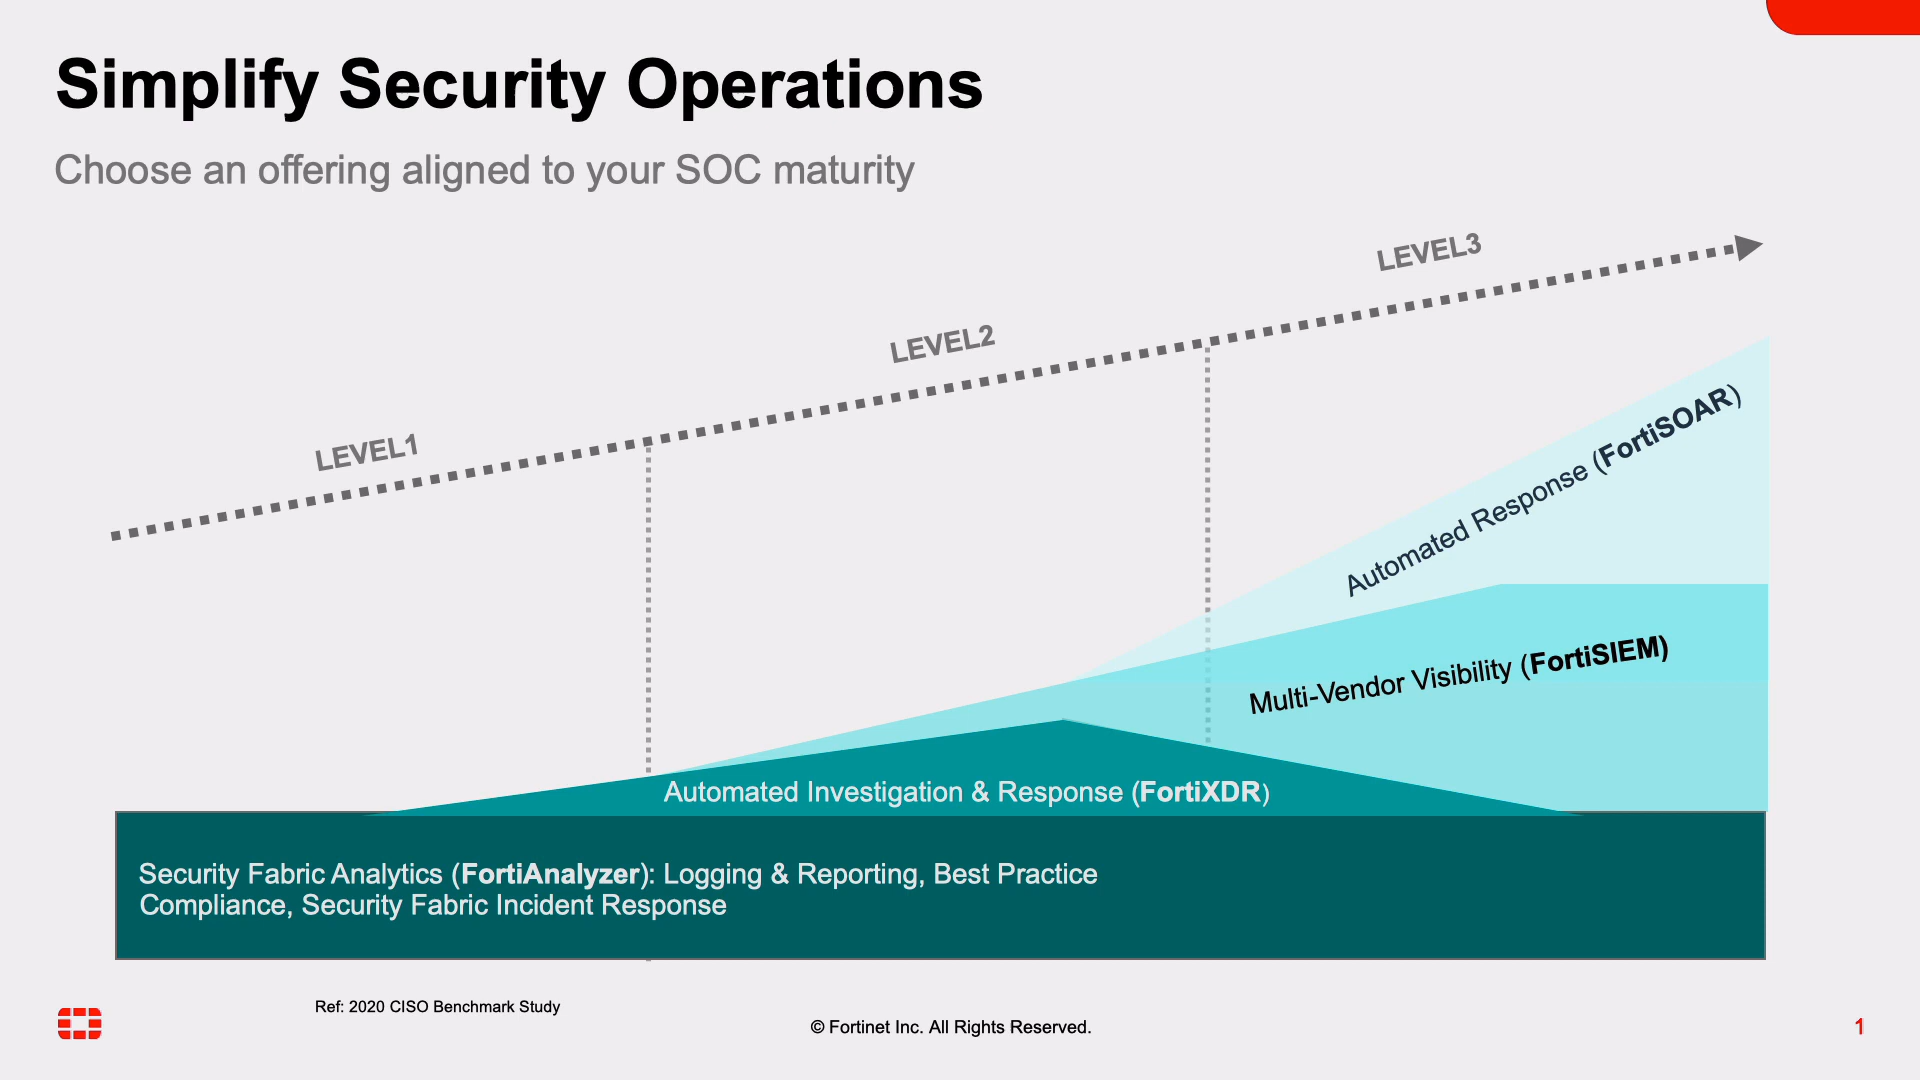 Simplify Security Operations
Choose an offering aligned to your SOC maturity
LEVEL1
LEVEL2
LEVEL3
Automated Response (FortiSOAR)
Multi-Vendor Visibility (FortiSIEM)
Automated Investigation & Response (FortiXDR)
Security Fabric Analytics (FortiAnalyzer): Logging & Reporting, Best Practice
Compliance, Security Fabric Incident Response
Ref: 2020 CISO Benchmark Study
© Fortinet Inc. All Rights Reserved.
1